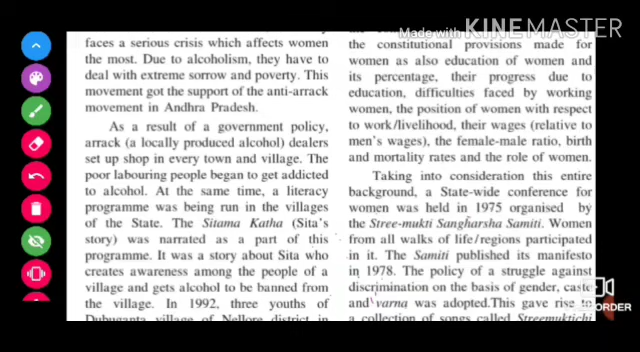 Made with KINEMASTER
faces a serious crisis which affects women
the most. Due to alcoholism, they have to
deal with extreme sorrow and poverty. This
movement got the support of the anti-arrack
movement in Andhra Pradesh.
As a result of a government policy,
arrack (a locally produced alcohol) dealers
set up shop in every town and village. The
poor labouring people began to get addicted
to alcohol. At the same time, a literacy
programme was being run in the villages
of the State. The Sitama Katha (Sita's
story) was narrated as a part of this
programme. It was a story about Sita who
creates awareness among the people of a
village and gets alcohol to be banned from
the village. In 1992, three youths of
Dubaganta village of Nellore district in
the constitutional provisions made for
women as also education of women and
its percentage, their progress due to
education, difficulties faced by working
women, the position of women with respect
to work/livelihood, their wages (relative to
men's wages), the female-male ratio, birth
and mortality rates and the role of women.
Taking into consideration this entire
background, a State-wide conference for
women was held in 1975 organised by
the Stree-mukti Sangharsha Samiti. Women
from all walks of life/regions participated
in it. The Samiti published its manifesto
in 1978. The policy of a struggle against
discrimination on the basis of gender, caste
and varna was adopted.This gave rise to
a collection of songs called Streemuktichi
ORDER